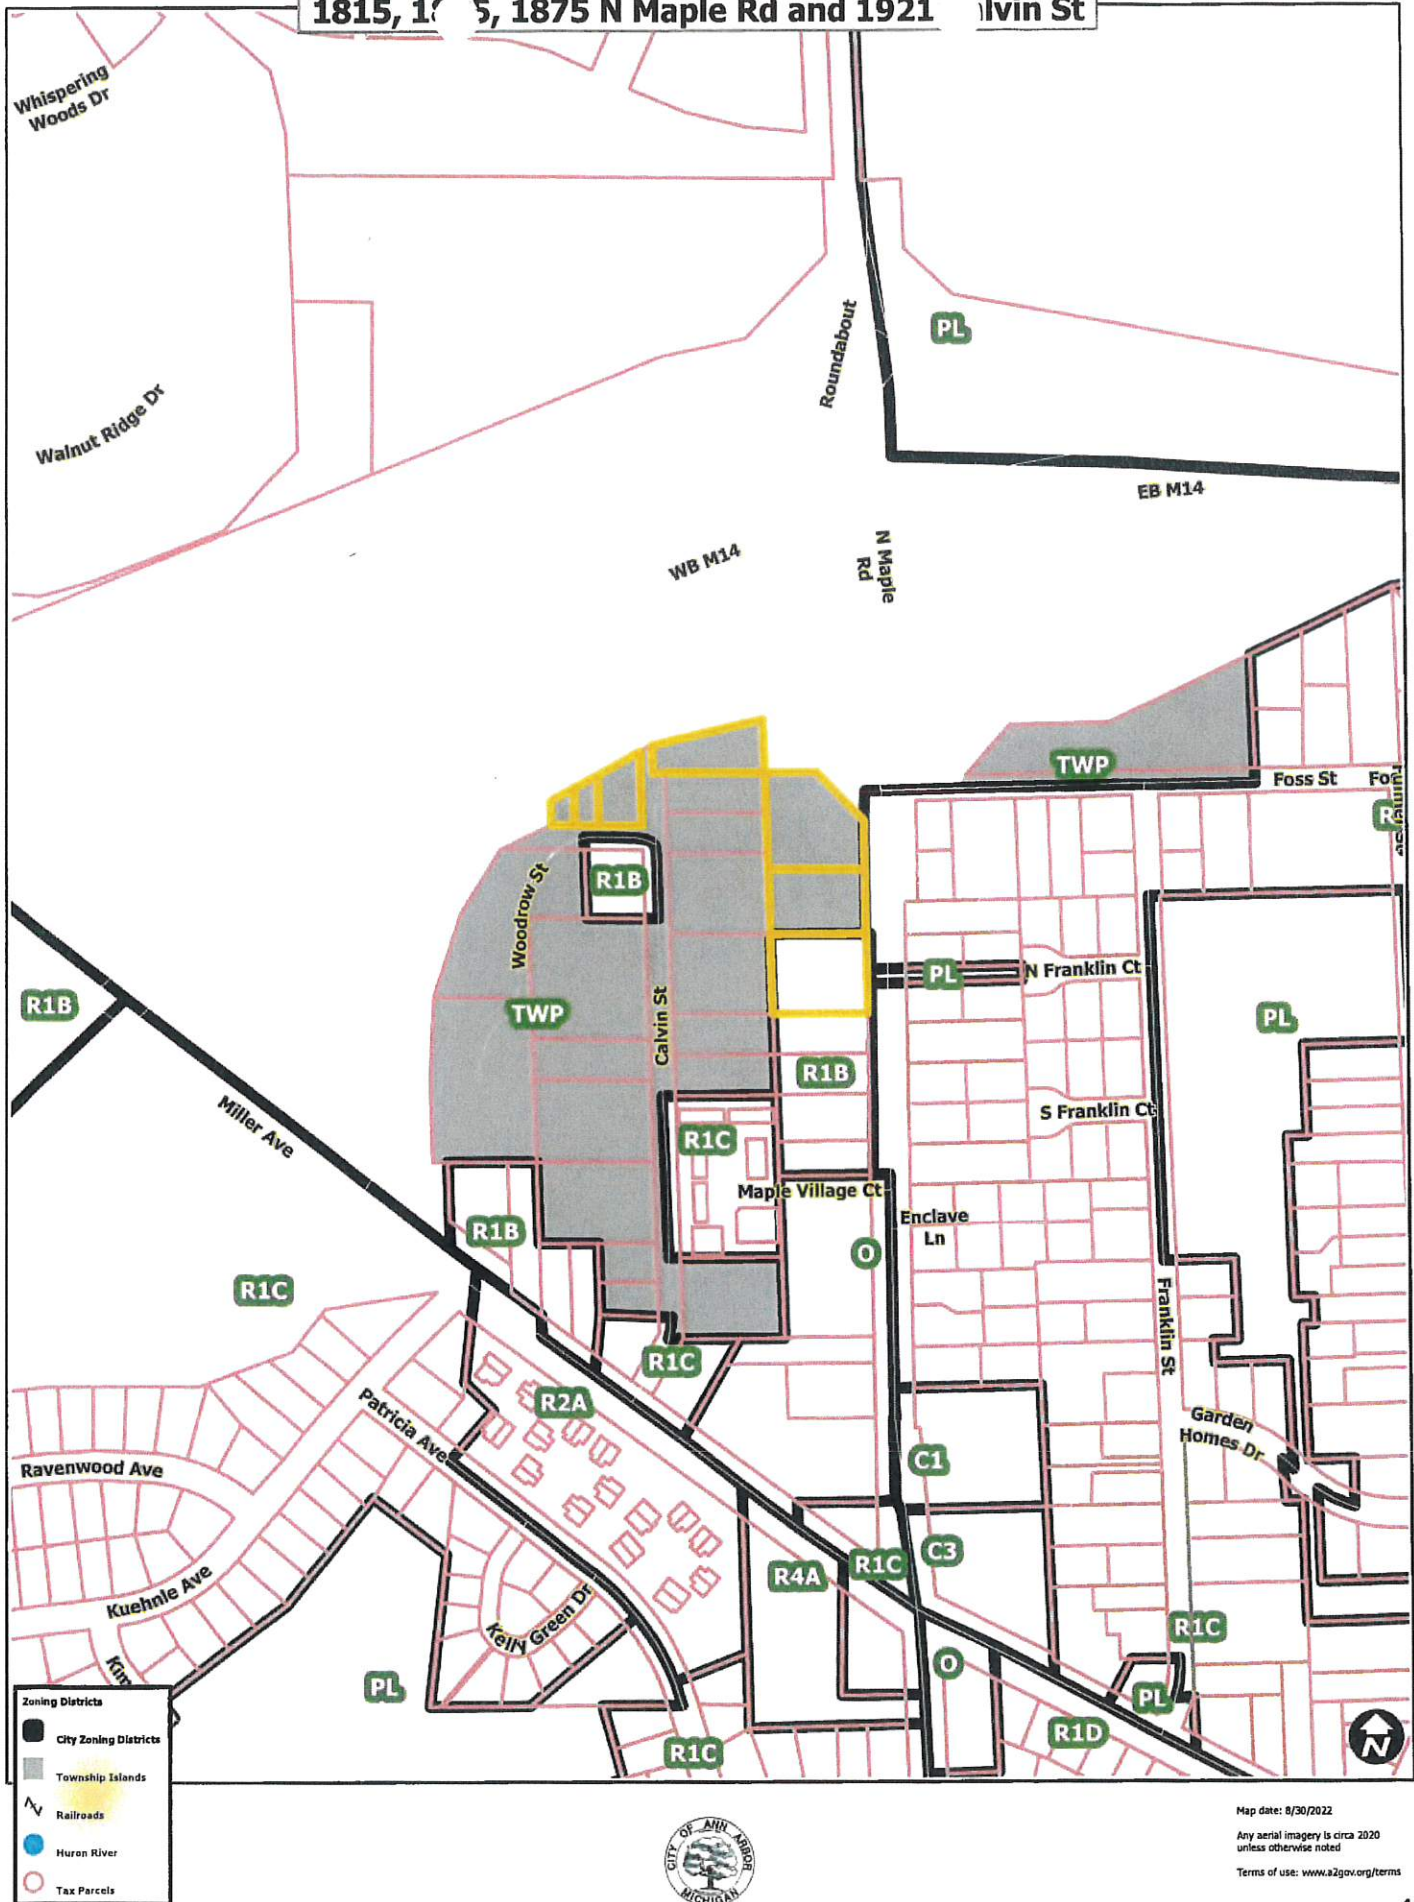 1815, 1 5, 1875 N Maple Rd and 1921 lvin St
Whispering
Woods Dr
Roundabout
PL
Walnut Ridge Dr
EB M14
WB M14
N Maple
Rd
TWP
Foss St
R1B
Woodrow St
PL
N Franklin Ct
R1B
TWP
Calvin St
PL
R1B
Miller Ave
S Franklin Ct
R1C
Maple Village Ct
Enclave
Ln
R1B
O
R1C
Franklin St
R1C
R2A
Patricia Ave
Garden
Homes Dr
Ravenwood Ave
C1
C3
R1C
R4A
Kuehnle Ave
Kelly Green Dr
R1C
Kim
O
PL
PL
R1D
R1C
N
Zoning Districts
City Zoning Districts
Township Islands
Railroads
Huron River
Tax Parcels
CITY OF ANN ARBOR
MICHIGAN
Map date: 8/30/2022
Any aerial imagery is circa 2020
unless otherwise noted
Terms of use: www.a2gov.org/terms